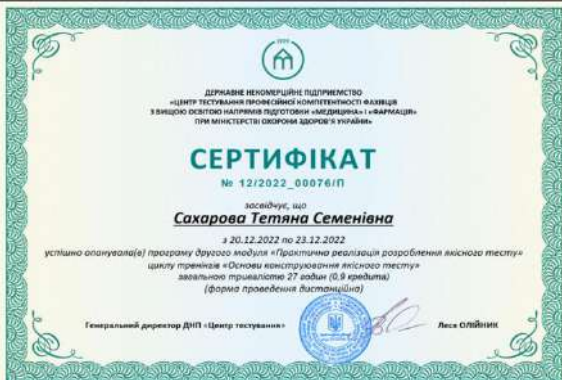 ДЕРЖАВНЕ НЕКОМЕРЦІЙНЕ ПІДПРИЄМСТВО
«ЦЕНТР ТЕСТУВАННЯ ПРОФЕСІЙНОЇ КОМПЕТЕНТНОСТІ ФАХІВЦІВ
З ВИЩОЮ ОСВІТОЮ НАПРЯМІВ ПІДГОТОВКИ «МЕДИЦИНА» І «ФАРМАЦІЯ»
ПРИ МІНІСТЕРСТВІ ОХОРОНИ ЗДОРОВ'Я УКРАЇНИ»
СЕРТИФІКАТ
№ 12/2022_00076/П
засвідчує, що
Сахарова Тетяна Семенівна
з 20.12.2022 по 23.12.2022
успішно опанувала(в) програму другого модуля «Практична реалізація розроблення якісного тесту»
циклу тренінгів «Основи конструювання якісного тесту»
загальною тривалістю 27 годин (0,9 кредита)
(форма проведення дистанційна)
Генеральний директор ДНП «Центр тестування» Леся ОЛІЙНИК